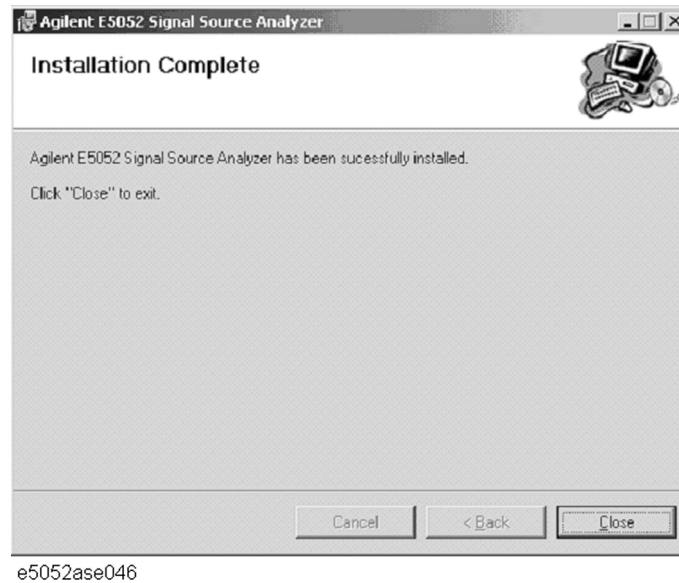 Agilent E5052 Signal Source Analyzer
Installation Complete
Agilent E5052 Signal Source Analyzer has been sucessfully installed.
Click "Close" to exit.
Cancel
< Back
Close
e5052ase046